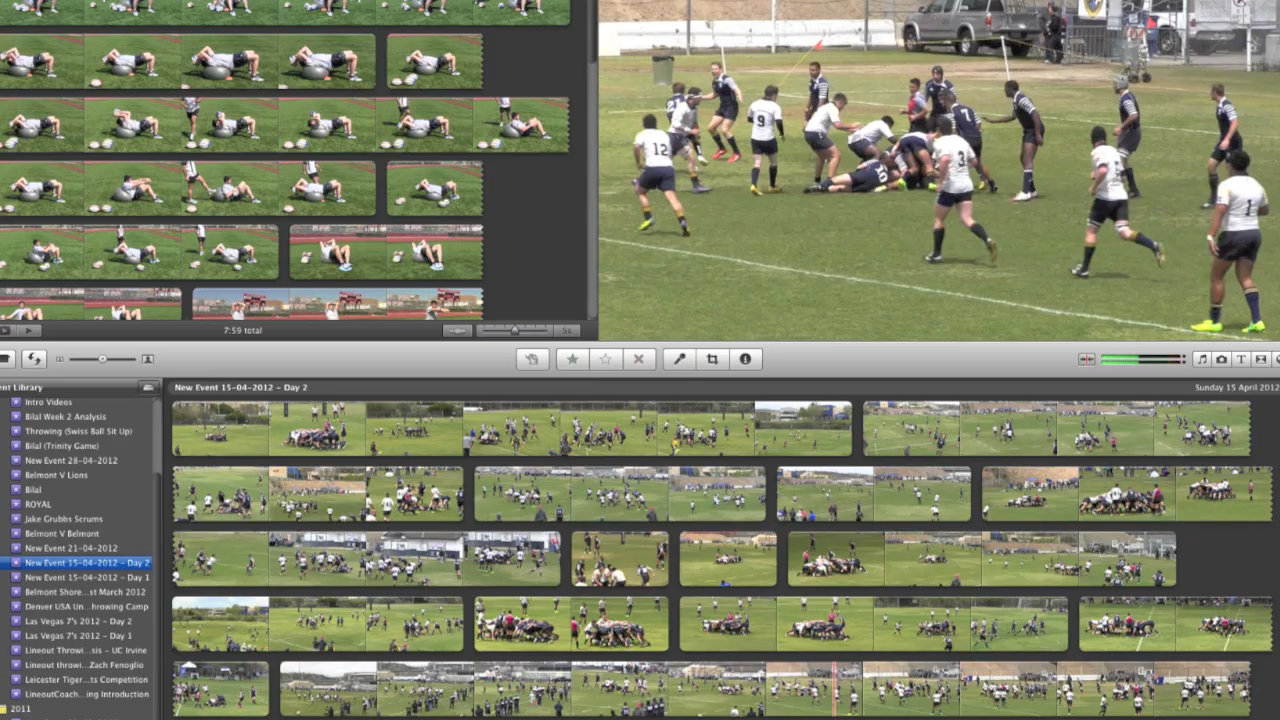 12
9
10
7
3
1
7:59 total
5s
nt Library
New Event 15-04-2012 – Day 2
Sunday 15 April 2012
Intro Videos
Bilal Week 2 Analysis
Throwing (Swiss Ball Sit Up)
Bilal (Trinity Game)
New Event 28-04-2012
Belmont V Lions
Bilal
ROYAL
Jake Grubbs Scrums
Belmont V Belmont
New Event 21-04-2012
New Event 15-04-2012 – Day 2
New Event 15-04-2012 – Day 1
Belmont Shore...st March 2012
Denver USA Un...hrowing Camp
Las Vegas 7's 2012 – Day 2
Las Vegas 7's 2012 – Day 1
Lineout Throwi...sis – UC Irvine
Lineout throwi...Zach Fenoglio
Leicester Tiger...ts Competition
LineoutCoach...ing Introduction
2011